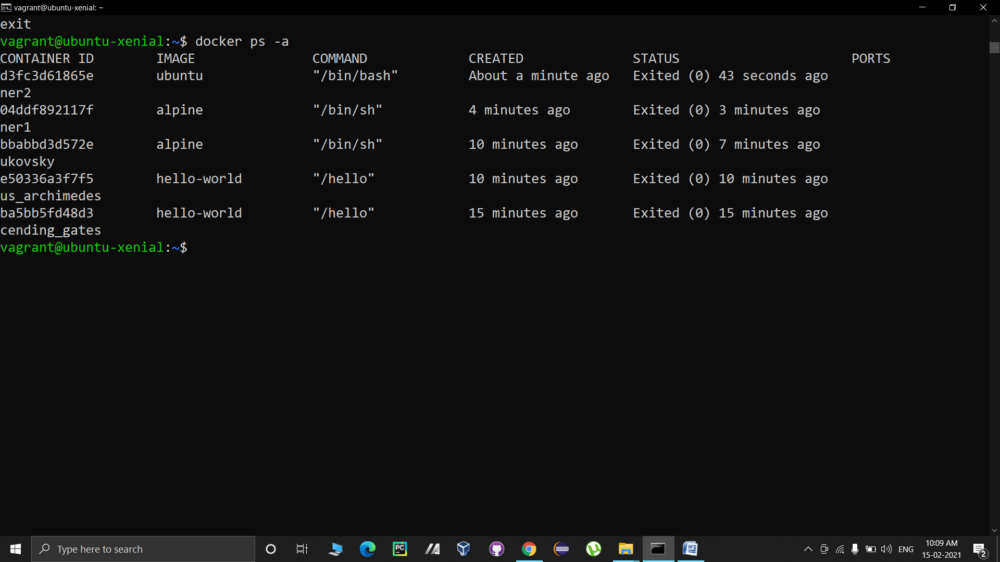 vagrant@ubuntu-xenial: ~
exit
vagrant@ubuntu-xenial:~$ docker ps -a
CONTAINER ID        IMAGE               COMMAND             CREATED              STATUS                      PORTS
d3fc3d61865e        ubuntu              "/bin/bash"         About a minute ago   Exited (0) 43 seconds ago
ner2
04ddf892117f        alpine              "/bin/sh"           4 minutes ago        Exited (0) 3 minutes ago
ner1
bbabbd3d572e        alpine              "/bin/sh"           10 minutes ago       Exited (0) 7 minutes ago
ukovsky
e50336a3f7f5        hello-world         "/hello"            10 minutes ago       Exited (0) 10 minutes ago
us_archimedes
ba5bb5fd48d3        hello-world         "/hello"            15 minutes ago       Exited (0) 15 minutes ago
cending_gates
vagrant@ubuntu-xenial:~$
Type here to search
PC
ENG
10:09 AM
15-02-2021
2